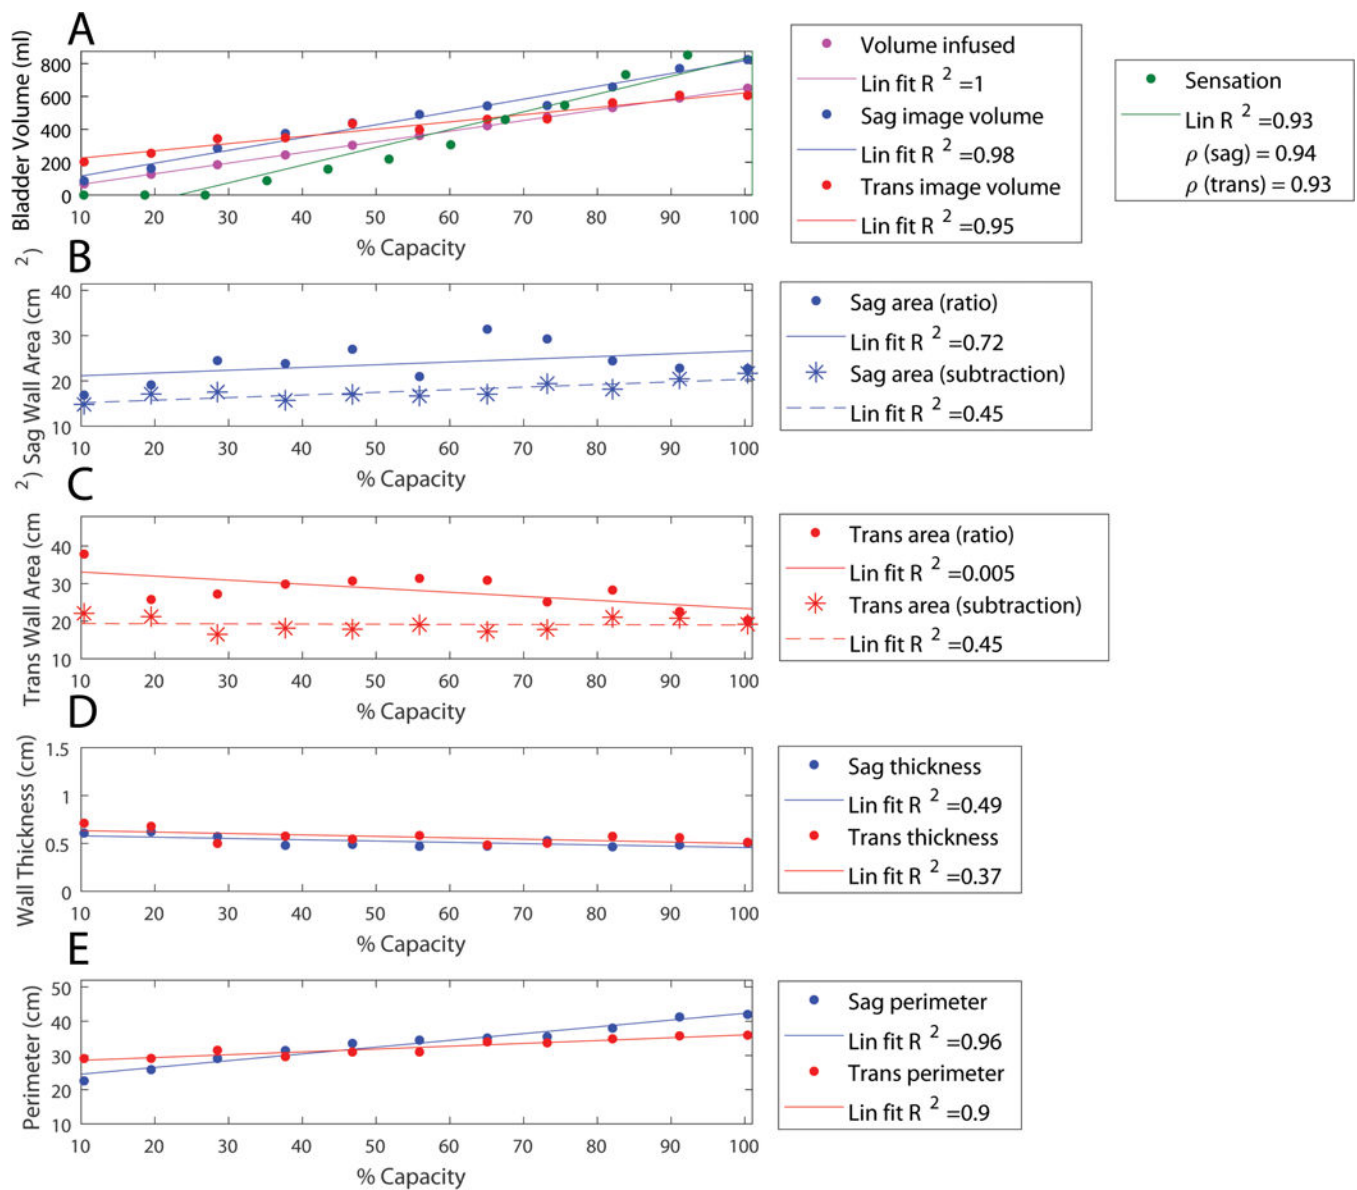 A
Bladder Volume (ml)
800
600
400
200
0
10 20 30 40 50 60 70 80 90 100
% Capacity
Volume infused
Lin fit R 2 =1
Sag image volume
Lin fit R 2 =0.98
Trans image volume
Lin fit R 2 =0.95
Sensation
Lin R 2 =0.93
ρ (sag) = 0.94
ρ (trans) = 0.93
B
Sag Wall Area (cm 2 )
40
30
20
10
10 20 30 40 50 60 70 80 90 100
% Capacity
Sag area (ratio)
Lin fit R 2 =0.72
Sag area (subtraction)
Lin fit R 2 =0.45
C
Trans Wall Area (cm 2 )
40
30
20
10
10 20 30 40 50 60 70 80 90 100
% Capacity
Trans area (ratio)
Lin fit R 2 =0.005
Trans area (subtraction)
Lin fit R 2 =0.45
D
Wall Thickness (cm)
1.5
1
0.5
0
10 20 30 40 50 60 70 80 90 100
% Capacity
Sag thickness
Lin fit R 2 =0.49
Trans thickness
Lin fit R 2 =0.37
E
Perimeter (cm)
50
40
30
20
10
10 20 30 40 50 60 70 80 90 100
% Capacity
Sag perimeter
Lin fit R 2 =0.96
Trans perimeter
Lin fit R 2 =0.9